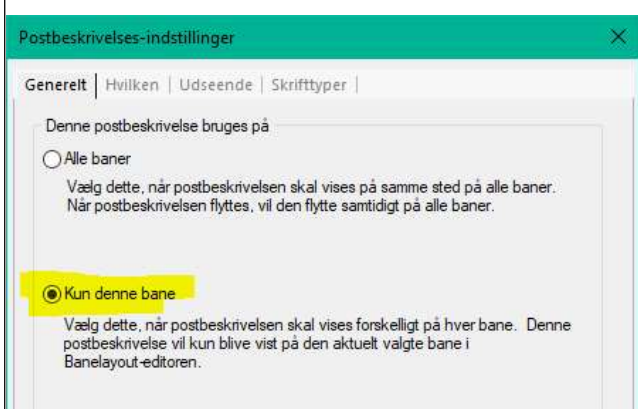 Postbeskrivelses-indstillinger
Generelt | Hvilken | Udseende | Skrifttyper |
Denne postbeskrivelse bruges på
Alle baner
Vælg dette, når postbeskrivelsen skal vises på samme sted på alle baner.
Når postbeskrivelsen flyttes, vil den flytte samtidigt på alle baner.
Kun denne bane
Vælg dette, når postbeskrivelsen skal vises forskelligt på hver bane. Denne
postbeskrivelse vil kun blive vist på den aktuelt valgte bane i
Banelayout-editoren.